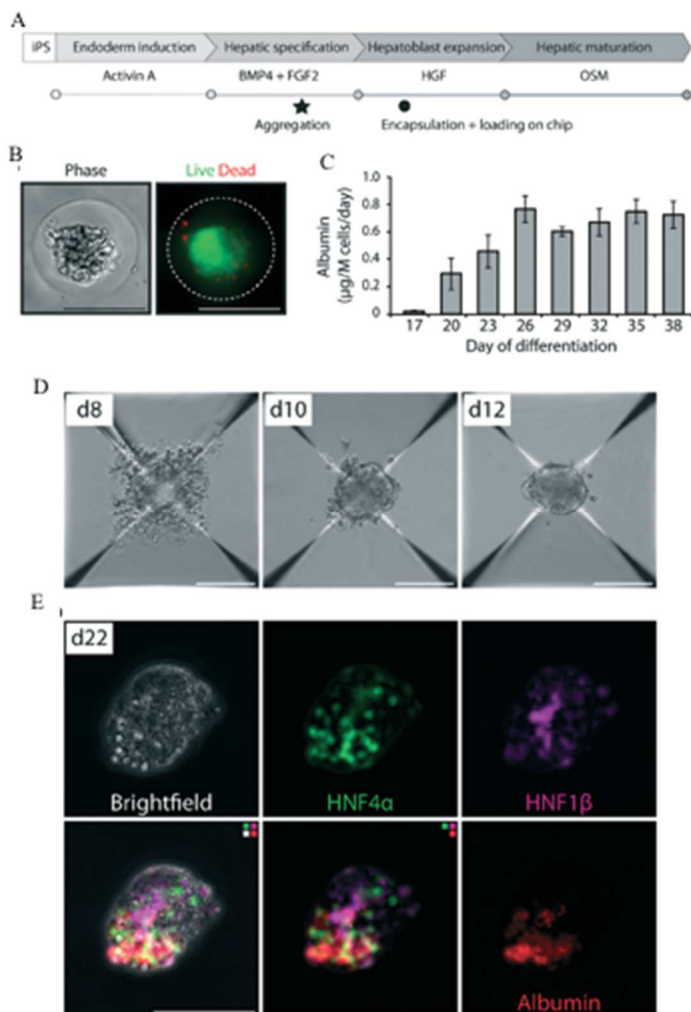 A
iPS Endoderm induction Hepatic specification Hepatoblast expansion Hepatic maturation
Activin A BMP4 + FGF2 HGF OSM
Aggregation Encapsulation + loading on chip
B
Phase Live Dead
C
Albumin
(µg/M cells/day)
1.0
0.8
0.6
0.4
0.2
0
17 20 23 26 29 32 35 38
Day of differentiation
D
d8 d10 d12
E
d22
Brightfield HNF4α HNF1β
Albumin